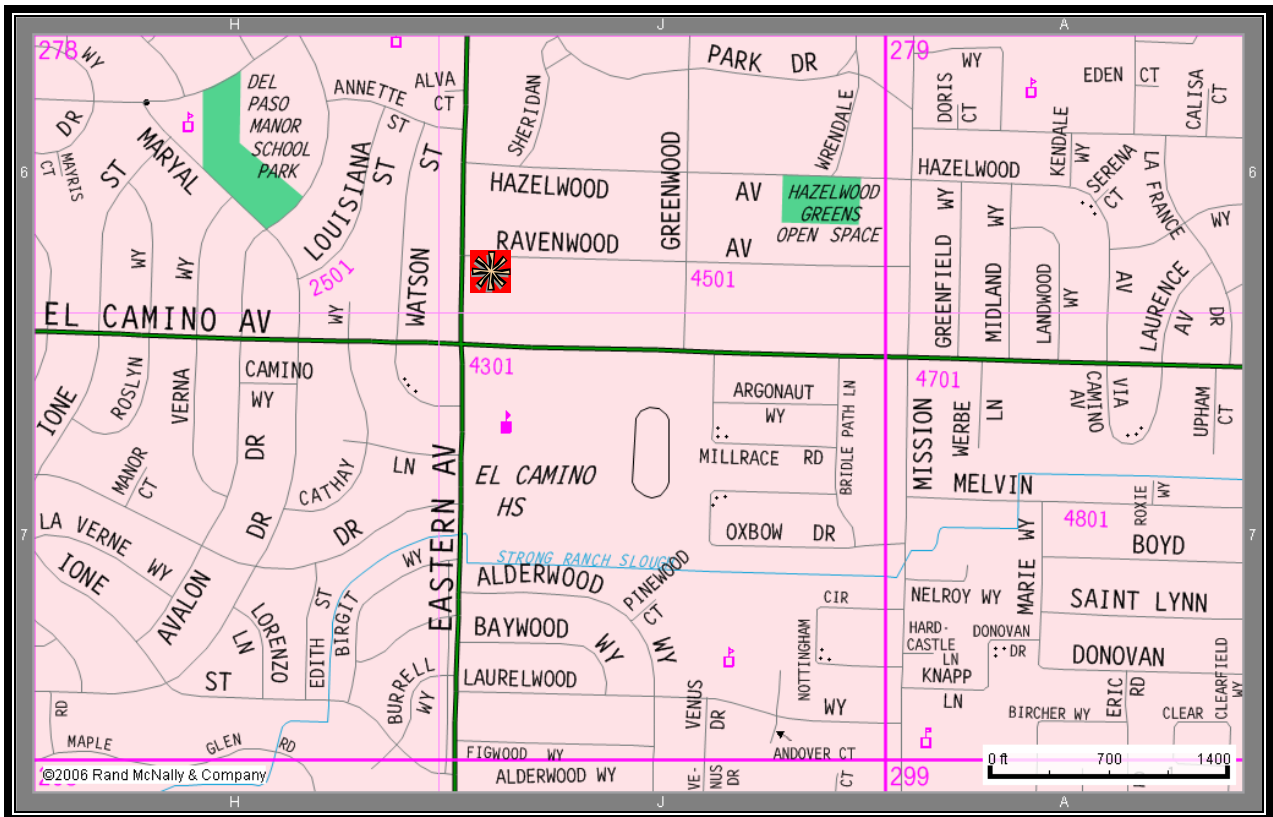 H
J
A
278
279
WY
DR
CT
MAYRIS
ST
MARYAL
DEL
PASO
MANOR
SCHOOL
PARK
ANNETTE
ST
ALVA
CT
LOUISIANA
ST
ST
WATSON
SHERIDAN
PARK DR
GREENWOOD
WRENDALE
DORIS
CT
WY
EDEN CT
CALISA
CT
6
6
HAZELWOOD
AV
HAZELWOOD
GREENS
OPEN SPACE
HAZELWOOD
KENDALE
WY
SERENA
CT
LA FRANCE
WY
RAVENWOOD
AV
WY
WY
2501
WY
4501
GREENFIELD
WY
MIDLAND
WY
LANDWOOD
WY
AV
LAURENCE
AV
DR
EL CAMINO AV
4301
4701
IONE
ROSLYN
VERNA
CAMINO
WY
DR
ARGONAUT
WY
BRIDLE PATH LN
MILLRACE RD
MISSION
WERBE
LN
CAMINO
AV
VIA
UPHAM
CT
MANOR
CT
CATHAY
LN
EASTERN AV
EL CAMINO
HS
MELVIN
ROXIE
WY
4801
7
7
LA VERNE WY
IONE
DR
DR
AVALON
WY
OXBOW DR
BOYD
STRONG RANCH SLOUGH
ALDERWOOD
WY
PINEWOOD
CT
CIR
NELROY WY
MARIE WY
SAINT LYNN
LORENZO
LN
EDITH
ST
BIRGIT
BAYWOOD
WY
NOTTINGHAM
HARD-
CASTLE
LN
DONOVAN
DR
DONOVAN
ST
BURRELL
WY
LAURELWOOD
VENUS
DR
WY
KNAPP
LN
ERIC
RD
CLEARFIELD
WY
BIRCHER WY
CLEAR
RD
MAPLE
GLEN
RD
FIGWOOD WY
ANDOVER CT
0 ft
700
1400
©2006 Rand McNally & Company
ALDERWOOD WY
VE-
NUS
DR
CT
299
H
J
A